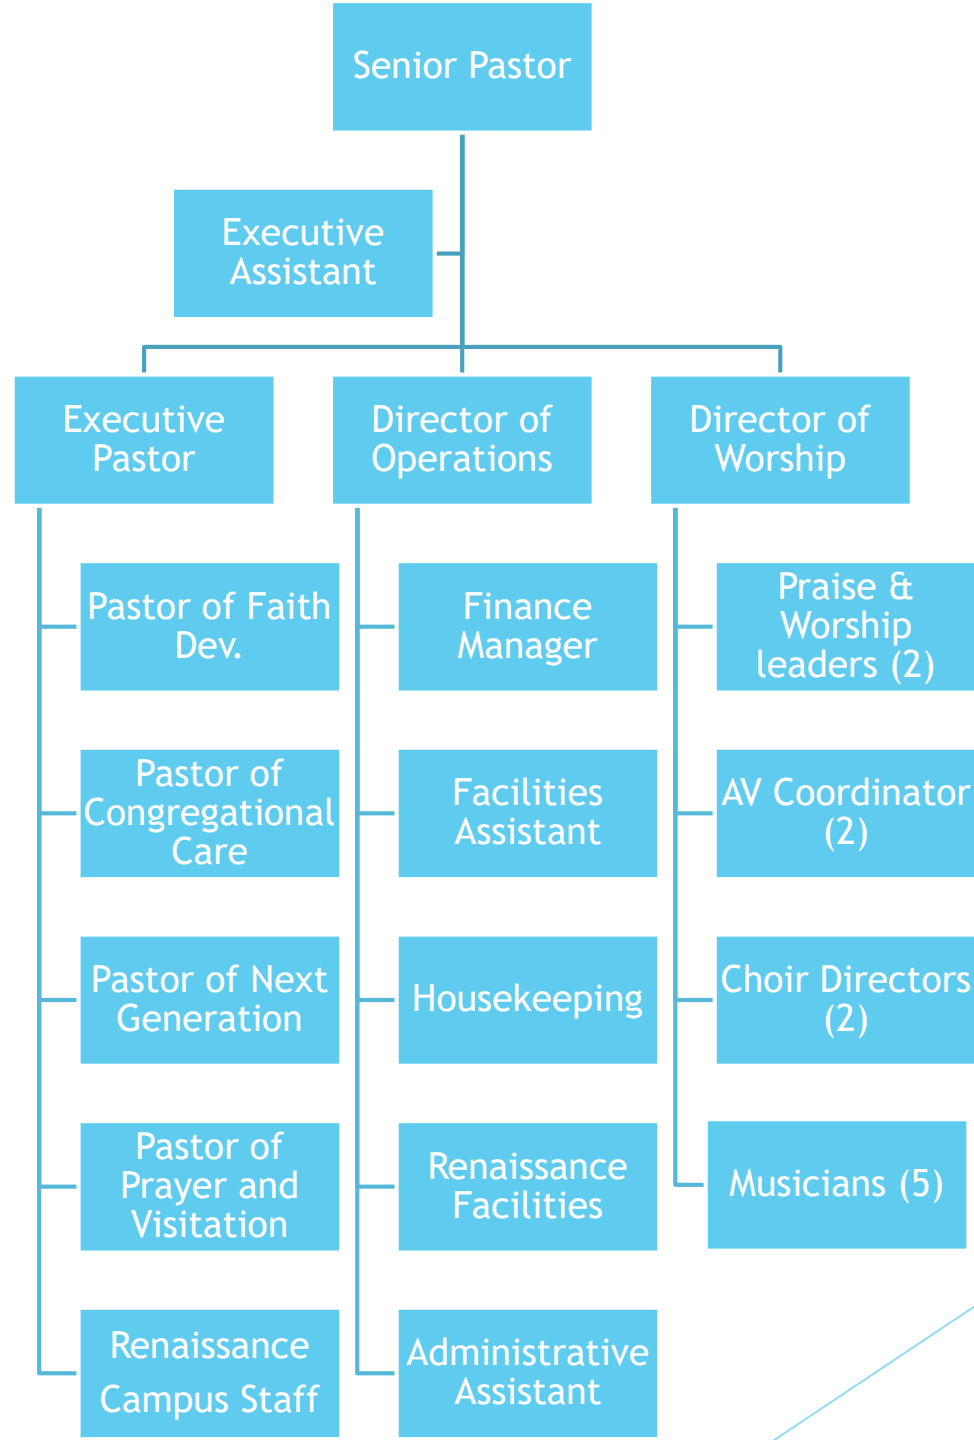 Senior Pastor
Executive
Assistant
Executive
Pastor
Director of
Operations
Director of
Worship
Pastor of Faith
Dev.
Pastor of
Congregational
Care
Pastor of Next
Generation
Pastor of
Prayer and
Visitation
Renaissance
Campus Staff
Finance
Manager
Facilities
Assistant
Housekeeping
Renaissance
Facilities
Administrative
Assistant
Praise &
Worship
leaders (2)
AV Coordinator
(2)
Choir Directors
(2)
Musicians (5)